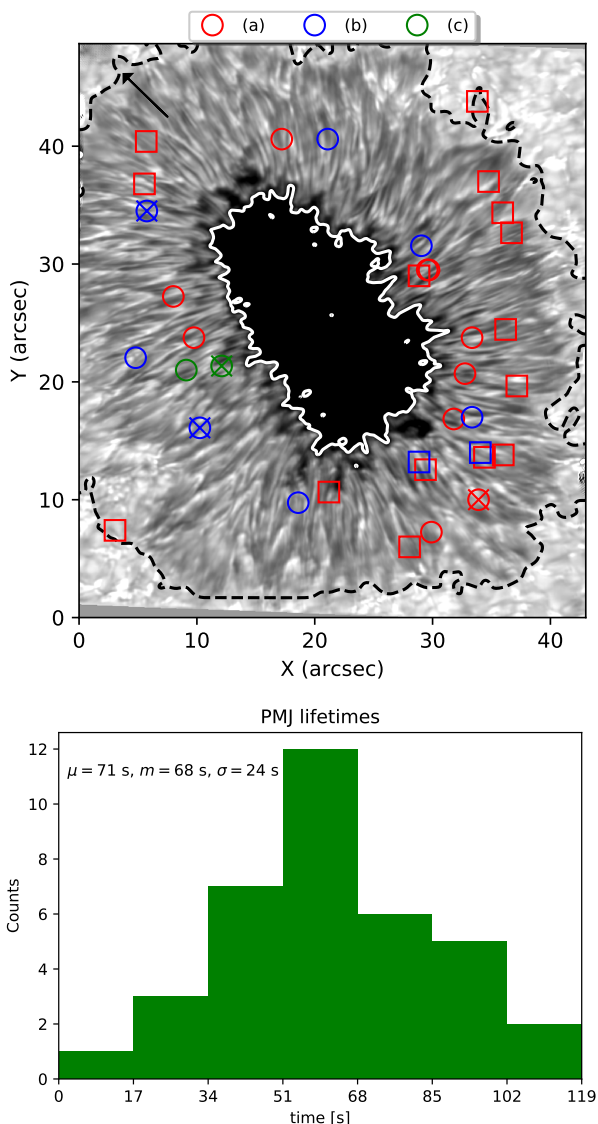 (a) (b) (c)
40
30
20
10
0
Y (arcsec)
0 10 20 30 40
X (arcsec)
PMJ lifetimes
μ = 71 s, m = 68 s, σ = 24 s
12
10
8
6
4
2
0
Counts
0 17 34 51 68 85 102 119
time [s]